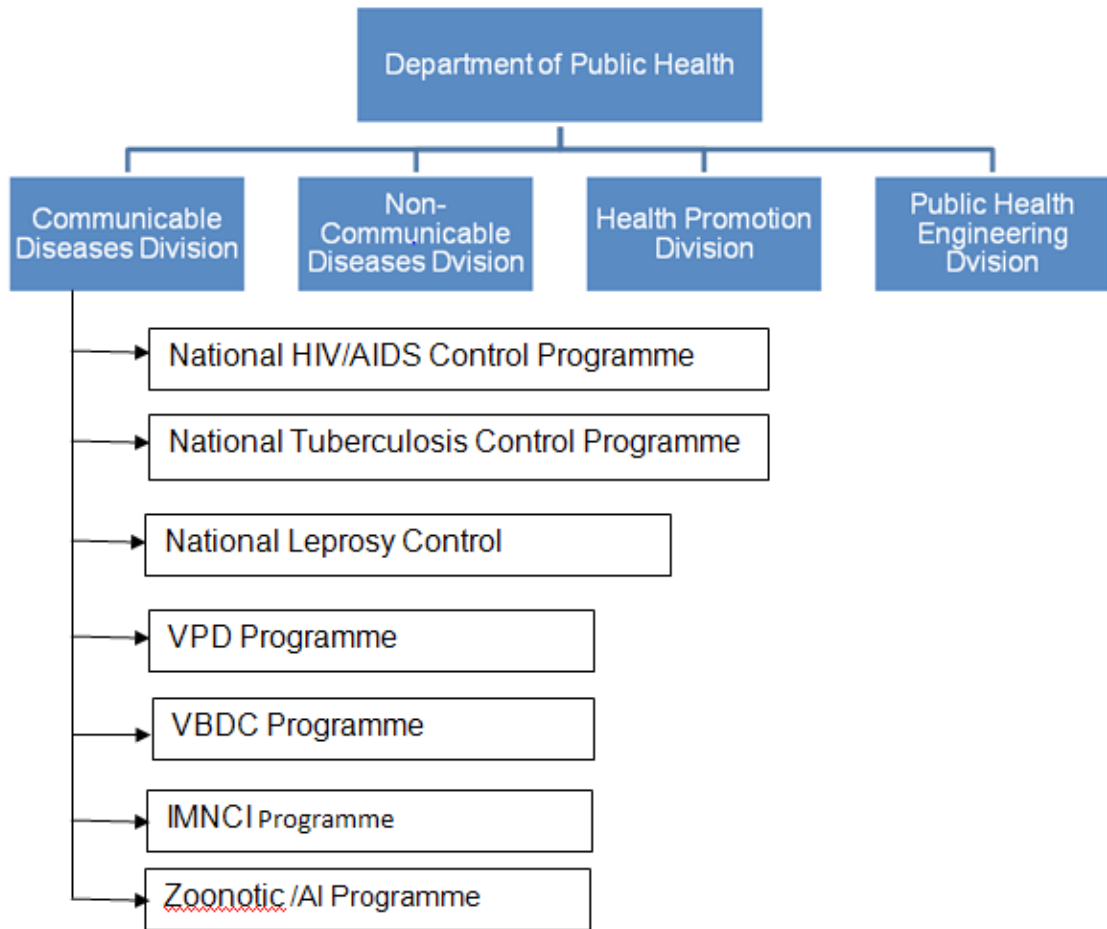 Department of Public Health
Communicable
Diseases Division
Non-
Communicable
Diseases Dvision
Health Promotion
Division
Public Health
Engineering
Dvision
National HIV/AIDS Control Programme
National Tuberculosis Control Programme
National Leprosy Control
VPD Programme
VBDC Programme
IMNCI Programme
Zoonotic /AI Programme